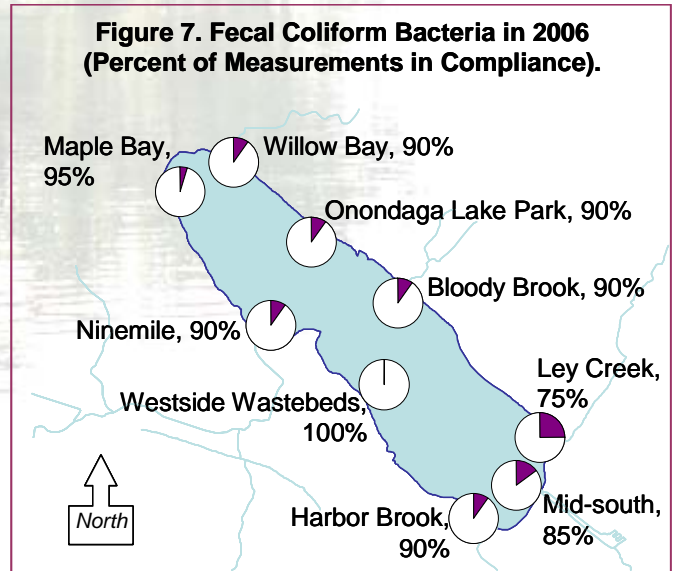 Figure 7. Fecal Coliform Bacteria in 2006
(Percent of Measurements in Compliance).
Maple Bay,
95%
Willow Bay, 90%
Onondaga Lake Park, 90%
Bloody Brook, 90%
Ninemile, 90%
Ley Creek,
75%
Westside Wastebeds,
100%
Mid-south,
85%
Harbor Brook,
90%
North